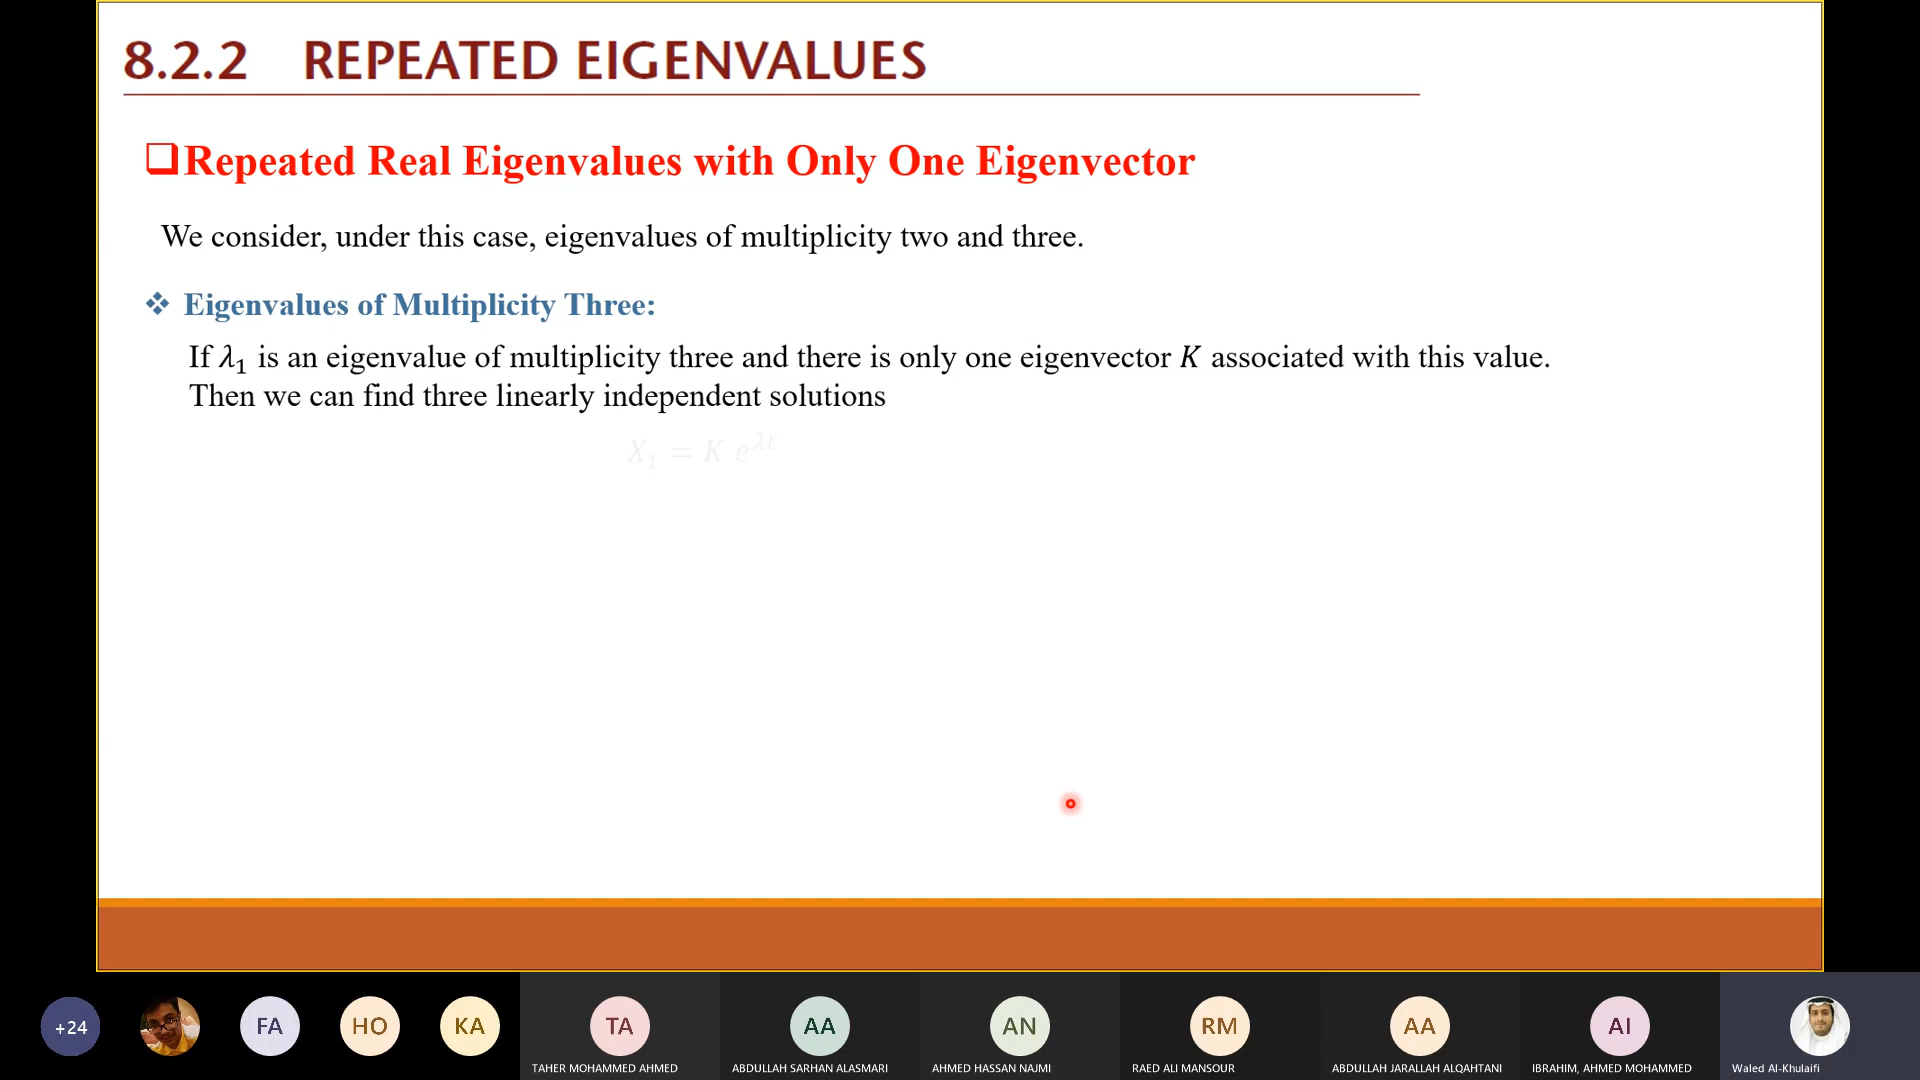 8.2.2 REPEATED EIGENVALUES
Repeated Real Eigenvalues with Only One Eigenvector
We consider, under this case, eigenvalues of multiplicity two and three.
Eigenvalues of Multiplicity Three:
If λ₁ is an eigenvalue of multiplicity three and there is only one eigenvector K associated with this value.
Then we can find three linearly independent solutions
X₁ = K e^{λt}
+24 FA HO KA TA AA AN RM AA AI
TAHER MOHAMMED AHMED ABDULLAH SARHAN ALASMARI AHMED HASSAN NAJMI RAED ALI MANSOUR ABDULLAH JARALLAH ALQAHTANI IBRAHIM, AHMED MOHAMMED Waled Al-Khulaifi